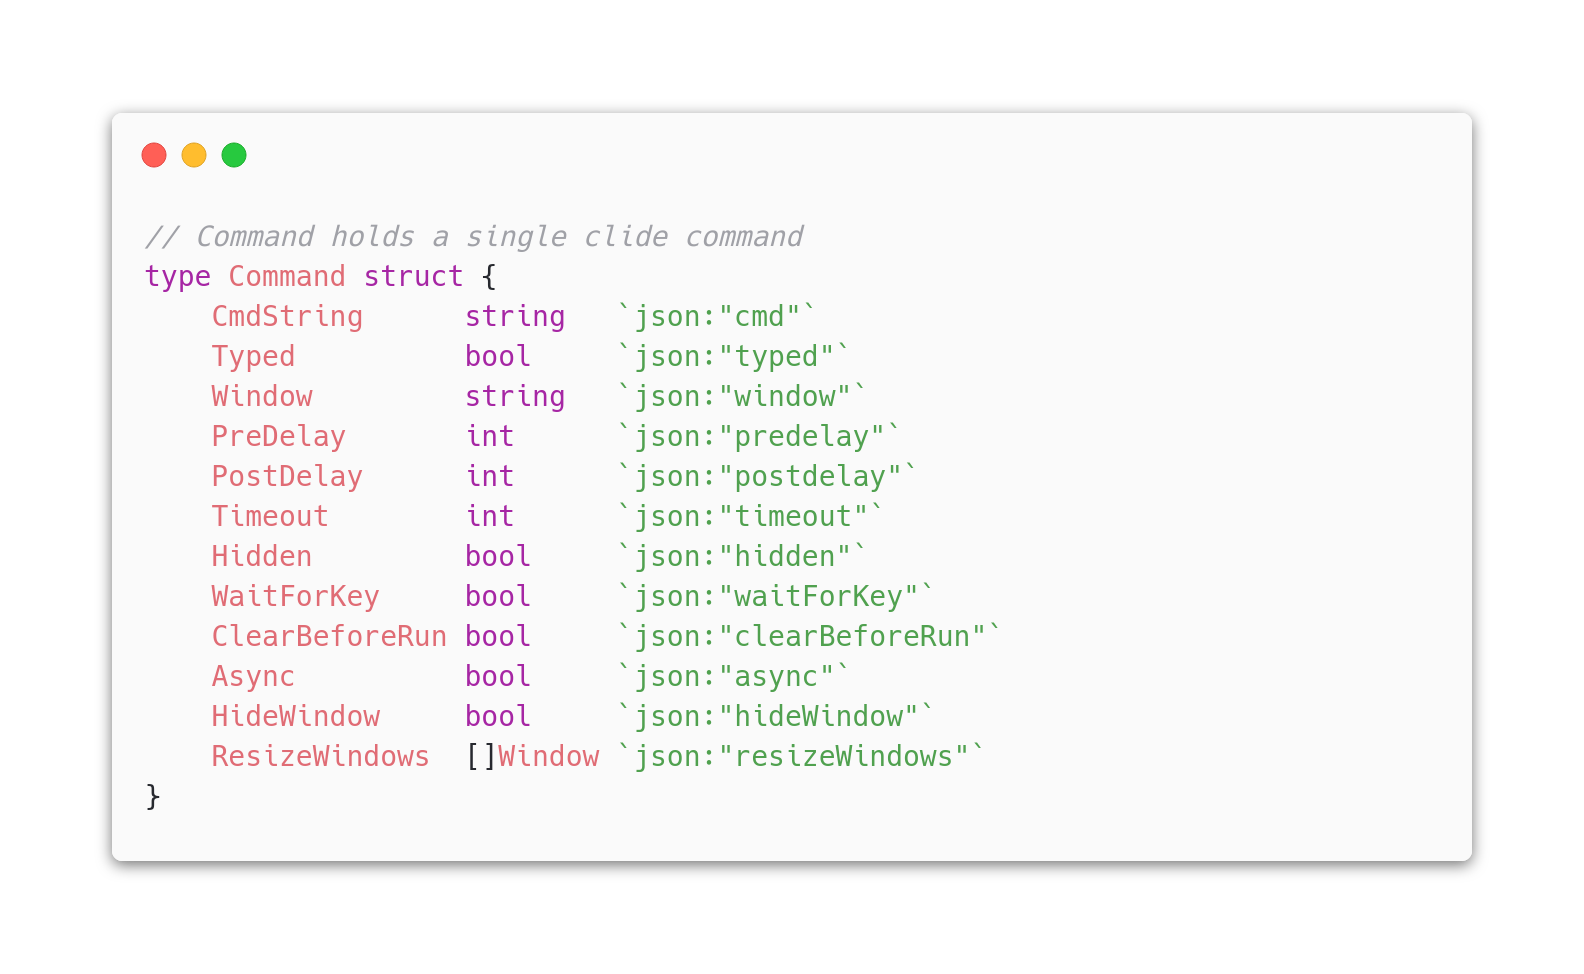 // Command holds a single clide command
type Command struct {
    CmdString      string   `json:"cmd"`
    Typed          bool     `json:"typed"`
    Window         string   `json:"window"`
    PreDelay       int      `json:"predelay"`
    PostDelay      int      `json:"postdelay"`
    Timeout        int      `json:"timeout"`
    Hidden         bool     `json:"hidden"`
    WaitForKey     bool     `json:"waitForKey"`
    ClearBeforeRun bool     `json:"clearBeforeRun"`
    Async          bool     `json:"async"`
    HideWindow     bool     `json:"hideWindow"`
    ResizeWindows  []Window `json:"resizeWindows"`
}